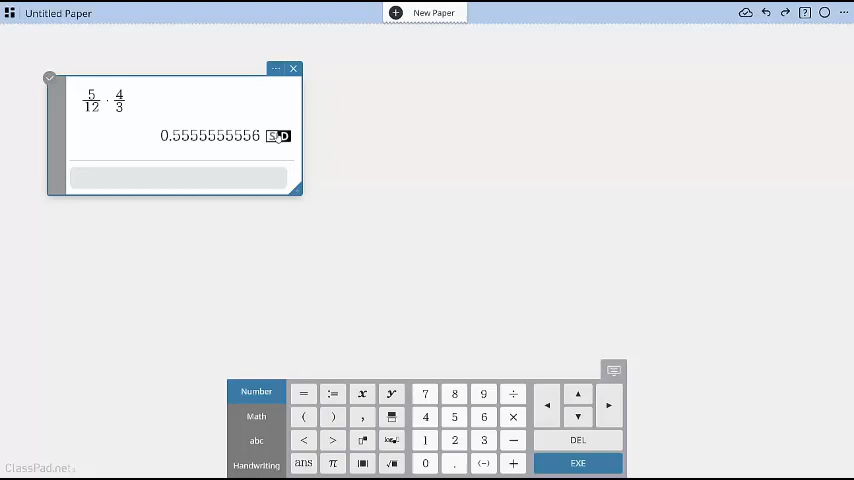 Untitled Paper
+ New Paper
?
...
... ×
5/12 · 4/3
0.5555555556 S D
Number = := x y 7 8 9 ÷ ◄ ▲ ►
Math ( ) , 4 5 6 × ▼
abc < > log 1 2 3 − DEL
Handwriting ans π |■| √■ 0 . (−) + EXE
ClassPad.net